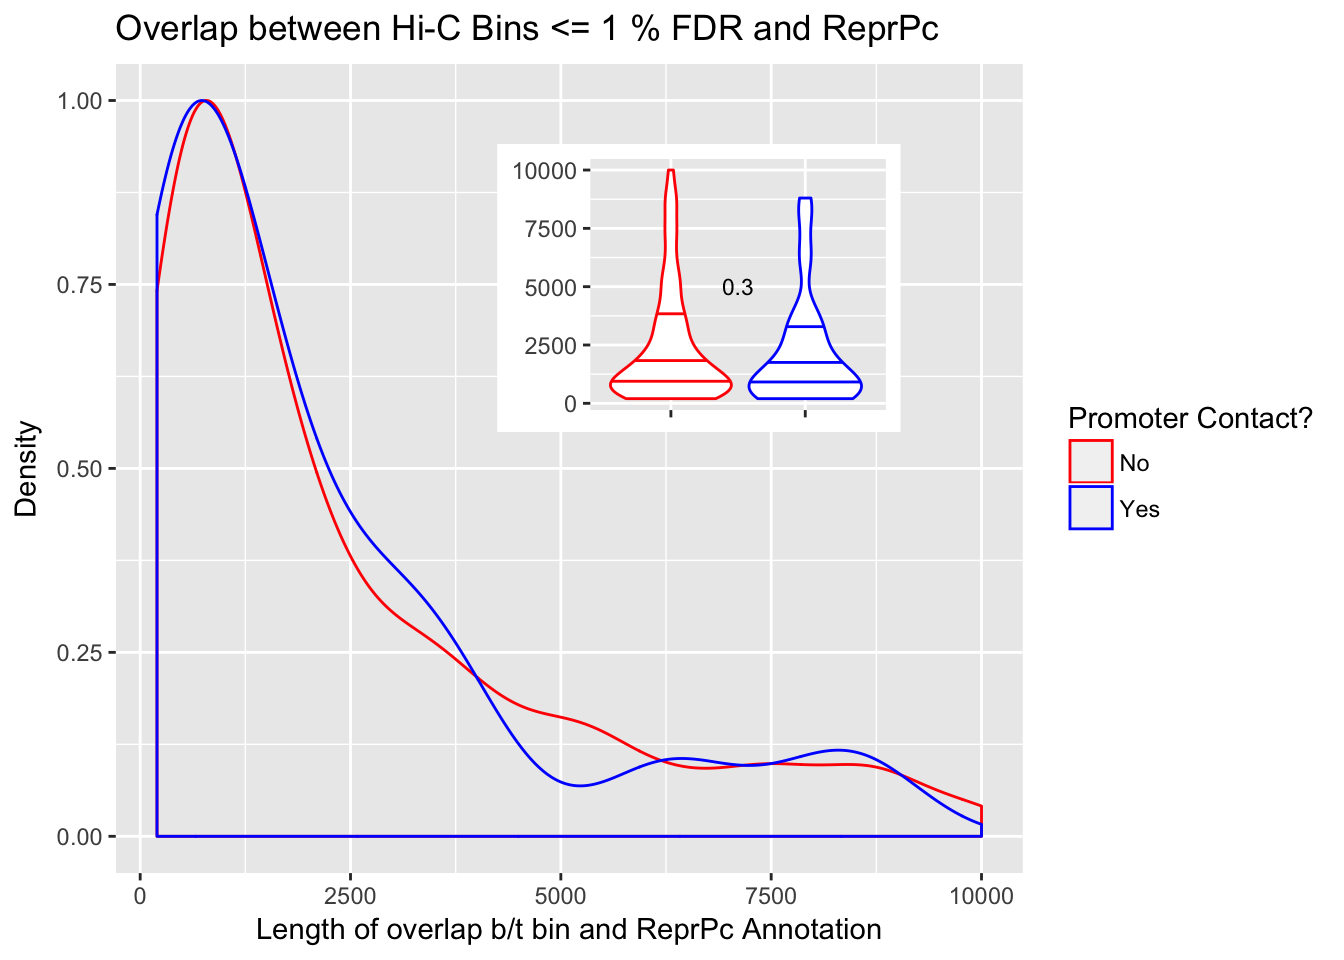 Overlap between Hi-C Bins <= 1 % FDR and ReprPc
Density
1.00
0.75
0.50
0.25
0.00
0
2500
5000
7500
10000
Length of overlap b/t bin and ReprPc Annotation
10000
7500
5000
2500
0
0.3
Promoter Contact?
No
Yes